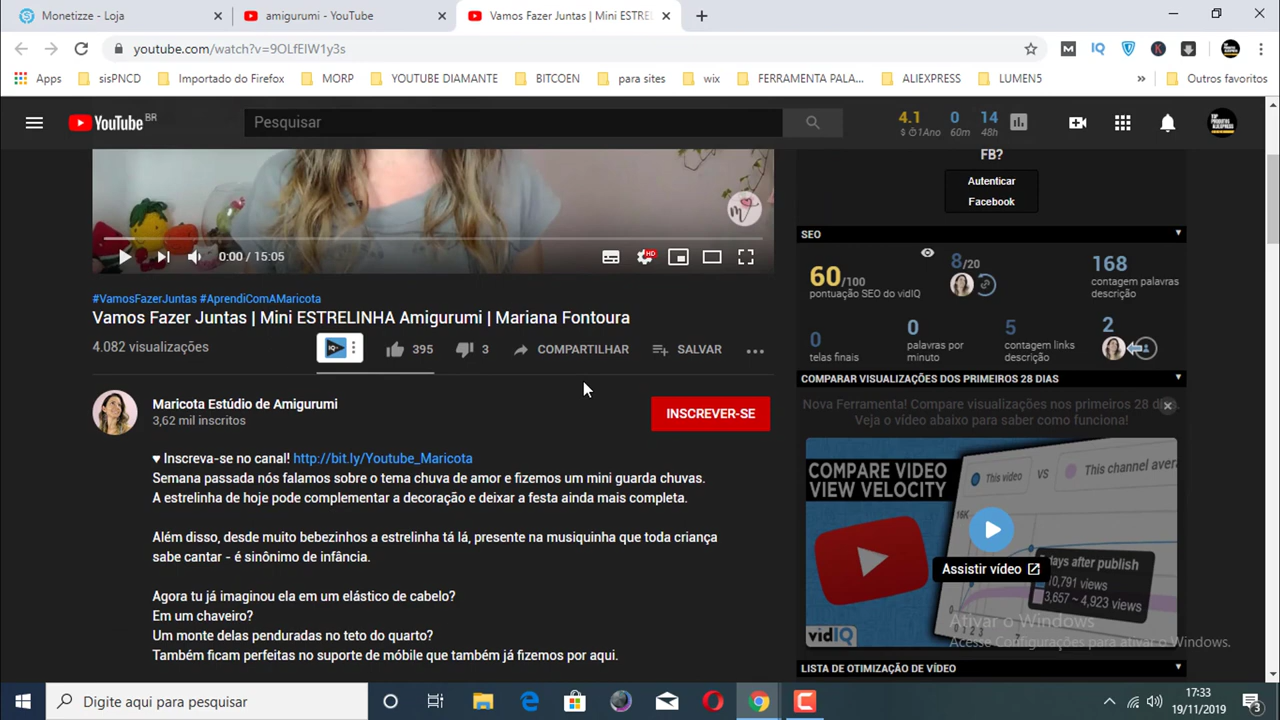 Monetizze - Loja
amigurumi - YouTube
Vamos Fazer Juntas | Mini ESTREL
youtube.com/watch?v=9OLfEIW1y3s
Apps
sisPNCD
Importado do Firefox
MORP
YOUTUBE DIAMANTE
BITCOEN
para sites
wix
FERRAMENTA PALA...
ALIEXPRESS
LUMEN5
»
Outros favoritos
YouTube BR
Pesquisar
4.1
$ 1Ano
0
60m
14
48h
FB?
Autenticar
Facebook
SEO
60/100
pontuação SEO do vidIQ
8/20
168
contagem palavras
descrição
0
telas finais
0
palavras por
minuto
5
contagem links
descrição
2
COMPARAR VISUALIZAÇÕES DOS PRIMEIROS 28 DIAS
Nova Ferramenta! Compare visualizações nos primeiros 28 dias.
Veja o vídeo abaixo para saber como funciona!
COMPARE VIDEO
VIEW VELOCITY
This video
VS
This channel avera
16K
days after publish
10,791 views
3,657 ~ 4,923 views
Assistir vídeo
vidIQ
LISTA DE OTIMIZAÇÃO DE VÍDEO
m
HD
0:00 / 15:05
#VamosFazerJuntas #AprendiComAMaricota
Vamos Fazer Juntas | Mini ESTRELINHA Amigurumi | Mariana Fontoura
4.082 visualizações
IQ
395
3
COMPARTILHAR
SALVAR
...
Maricota Estúdio de Amigurumi
3,62 mil inscritos
INSCREVER-SE
♥ Inscreva-se no canal! http://bit.ly/Youtube_Maricota
Semana passada nós falamos sobre o tema chuva de amor e fizemos um mini guarda chuvas.
A estrelinha de hoje pode complementar a decoração e deixar a festa ainda mais completa.
Além disso, desde muito bebezinhos a estrelinha tá lá, presente na musiquinha que toda criança
sabe cantar - é sinônimo de infância.
Agora tu já imaginou ela em um elástico de cabelo?
Em um chaveiro?
Um monte delas penduradas no teto do quarto?
Também ficam perfeitas no suporte de móbile que também já fizemos por aqui.
Ativar o Windows
Acesse Configurações para ativar o Windows.
Digite aqui para pesquisar
17:33
19/11/2019
3